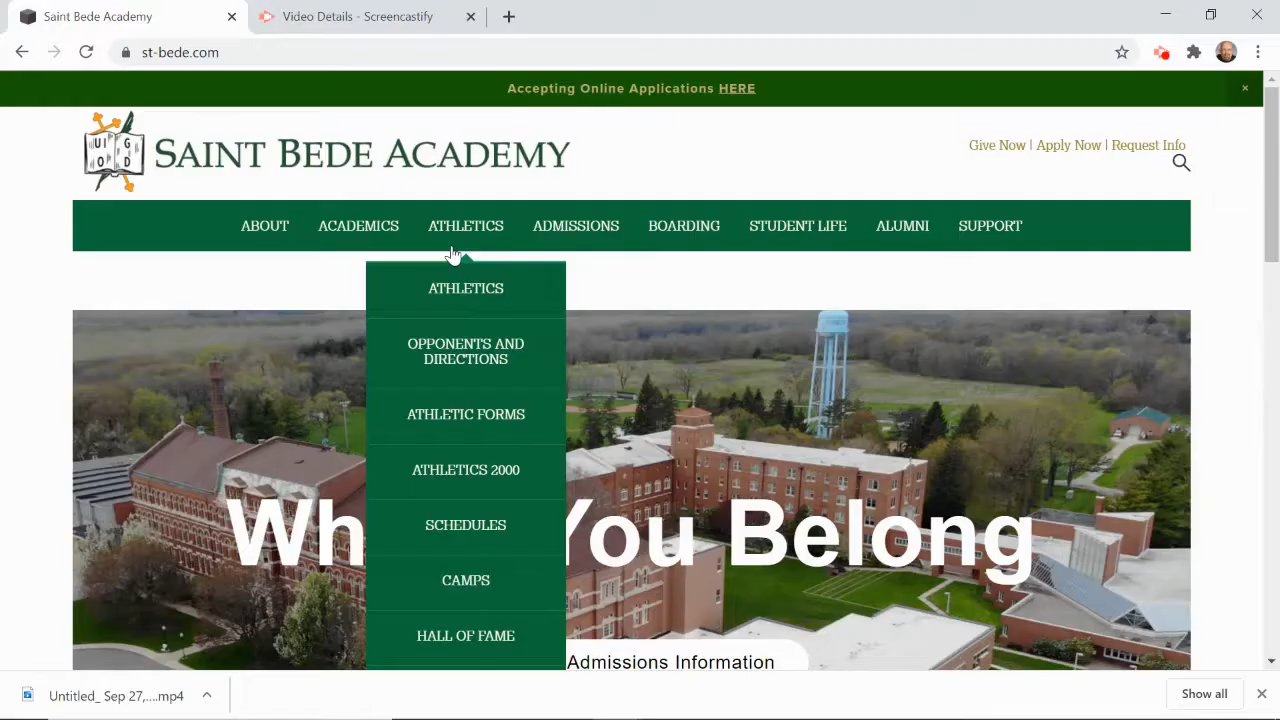 Saint Bede Academy
Video Details - Screencastify
st-bede.com
Accepting Online Applications HERE
UI G
OD D
SAINT BEDE ACADEMY
Give Now | Apply Now | Request Info
ABOUT ACADEMICS ATHLETICS ADMISSIONS BOARDING STUDENT LIFE ALUMNI SUPPORT
ATHLETICS
OPPONENTS AND
DIRECTIONS
ATHLETIC FORMS
ATHLETICS 2000
SCHEDULES
Wh You Belong
CAMPS
HALL OF FAME
Admissions Information
Untitled_ Sep 27,....mp4
Show all